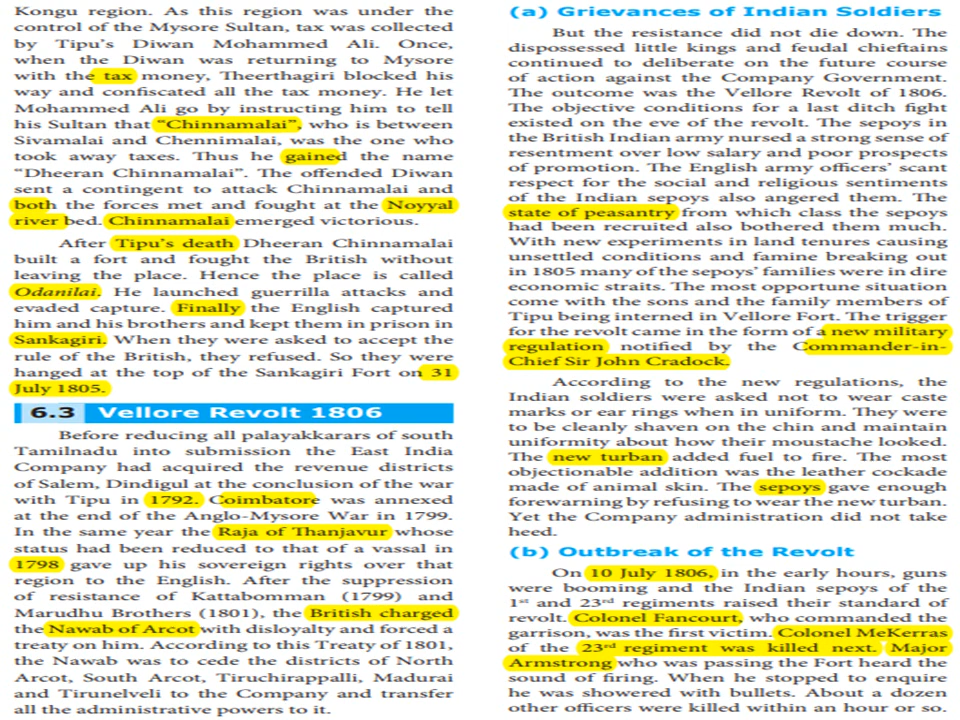 Kongu region. As this region was under the
control of the Mysore Sultan, tax was collected
by Tipu's Diwan Mohammed Ali. Once,
when the Diwan was returning to Mysore
with the tax money, Theerthagiri blocked his
way and confiscated all the tax money. He let
Mohammed Ali go by instructing him to tell
his Sultan that "Chinnamalai", who is between
Sivamalai and Chennimalai, was the one who
took away taxes. Thus he gained the name
"Dheeran Chinnamalai". The offended Diwan
sent a contingent to attack Chinnamalai and
both the forces met and fought at the Noyyal
river bed. Chinnamalai emerged victorious.
After Tipu's death Dheeran Chinnamalai
built a fort and fought the British without
leaving the place. Hence the place is called
Odanilai. He launched guerrilla attacks and
evaded capture. Finally the English captured
him and his brothers and kept them in prison in
Sankagiri. When they were asked to accept the
rule of the British, they refused. So they were
hanged at the top of the Sankagiri Fort on 31
July 1805.
6.3 Vellore Revolt 1806
Before reducing all palayakkarars of south
Tamilnadu into submission the East India
Company had acquired the revenue districts
of Salem, Dindigul at the conclusion of the war
with Tipu in 1792. Coimbatore was annexed
at the end of the Anglo-Mysore War in 1799.
In the same year the Raja of Thanjavur whose
status had been reduced to that of a vassal in
1798 gave up his sovereign rights over that
region to the English. After the suppression
of resistance of Kattabomman (1799) and
Marudhu Brothers (1801), the British charged
the Nawab of Arcot with disloyalty and forced a
treaty on him. According to this Treaty of 1801,
the Nawab was to cede the districts of North
Arcot, South Arcot, Tiruchirappalli, Madurai
and Tirunelveli to the Company and transfer
all the administrative powers to it.
(a) Grievances of Indian Soldiers
But the resistance did not die down. The
dispossessed little kings and feudal chieftains
continued to deliberate on the future course
of action against the Company Government.
The outcome was the Vellore Revolt of 1806.
The objective conditions for a last ditch fight
existed on the eve of the revolt. The sepoys in
the British Indian army nursed a strong sense of
resentment over low salary and poor prospects
of promotion. The English army officers' scant
respect for the social and religious sentiments
of the Indian sepoys also angered them. The
state of peasantry from which class the sepoys
had been recruited also bothered them much.
With new experiments in land tenures causing
unsettled conditions and famine breaking out
in 1805 many of the sepoys' families were in dire
economic straits. The most opportune situation
come with the sons and the family members of
Tipu being interned in Vellore Fort. The trigger
for the revolt came in the form of a new military
regulation notified by the Commander-in-
Chief Sir John Cradock.
According to the new regulations, the
Indian soldiers were asked not to wear caste
marks or ear rings when in uniform. They were
to be cleanly shaven on the chin and maintain
uniformity about how their moustache looked.
The new turban added fuel to fire. The most
objectionable addition was the leather cockade
made of animal skin. The sepoys gave enough
forewarning by refusing to wear the new turban.
Yet the Company administration did not take
heed.
(b) Outbreak of the Revolt
On 10 July 1806, in the early hours, guns
were booming and the Indian sepoys of the
1st and 23rd regiments raised their standard of
revolt. Colonel Fancourt, who commanded the
garrison, was the first victim. Colonel MeKerras
of the 23rd regiment was killed next. Major
Armstrong who was passing the Fort heard the
sound of firing. When he stopped to enquire
he was showered with bullets. About a dozen
other officers were killed within an hour or so.